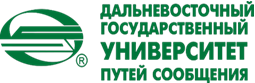 ДАЛЬНЕВОСТОЧНЫЙ
ГОСУДАРСТВЕННЫЙ
УНИВЕРСИТЕТ
ПУТЕЙ СООБЩЕНИЯ
®